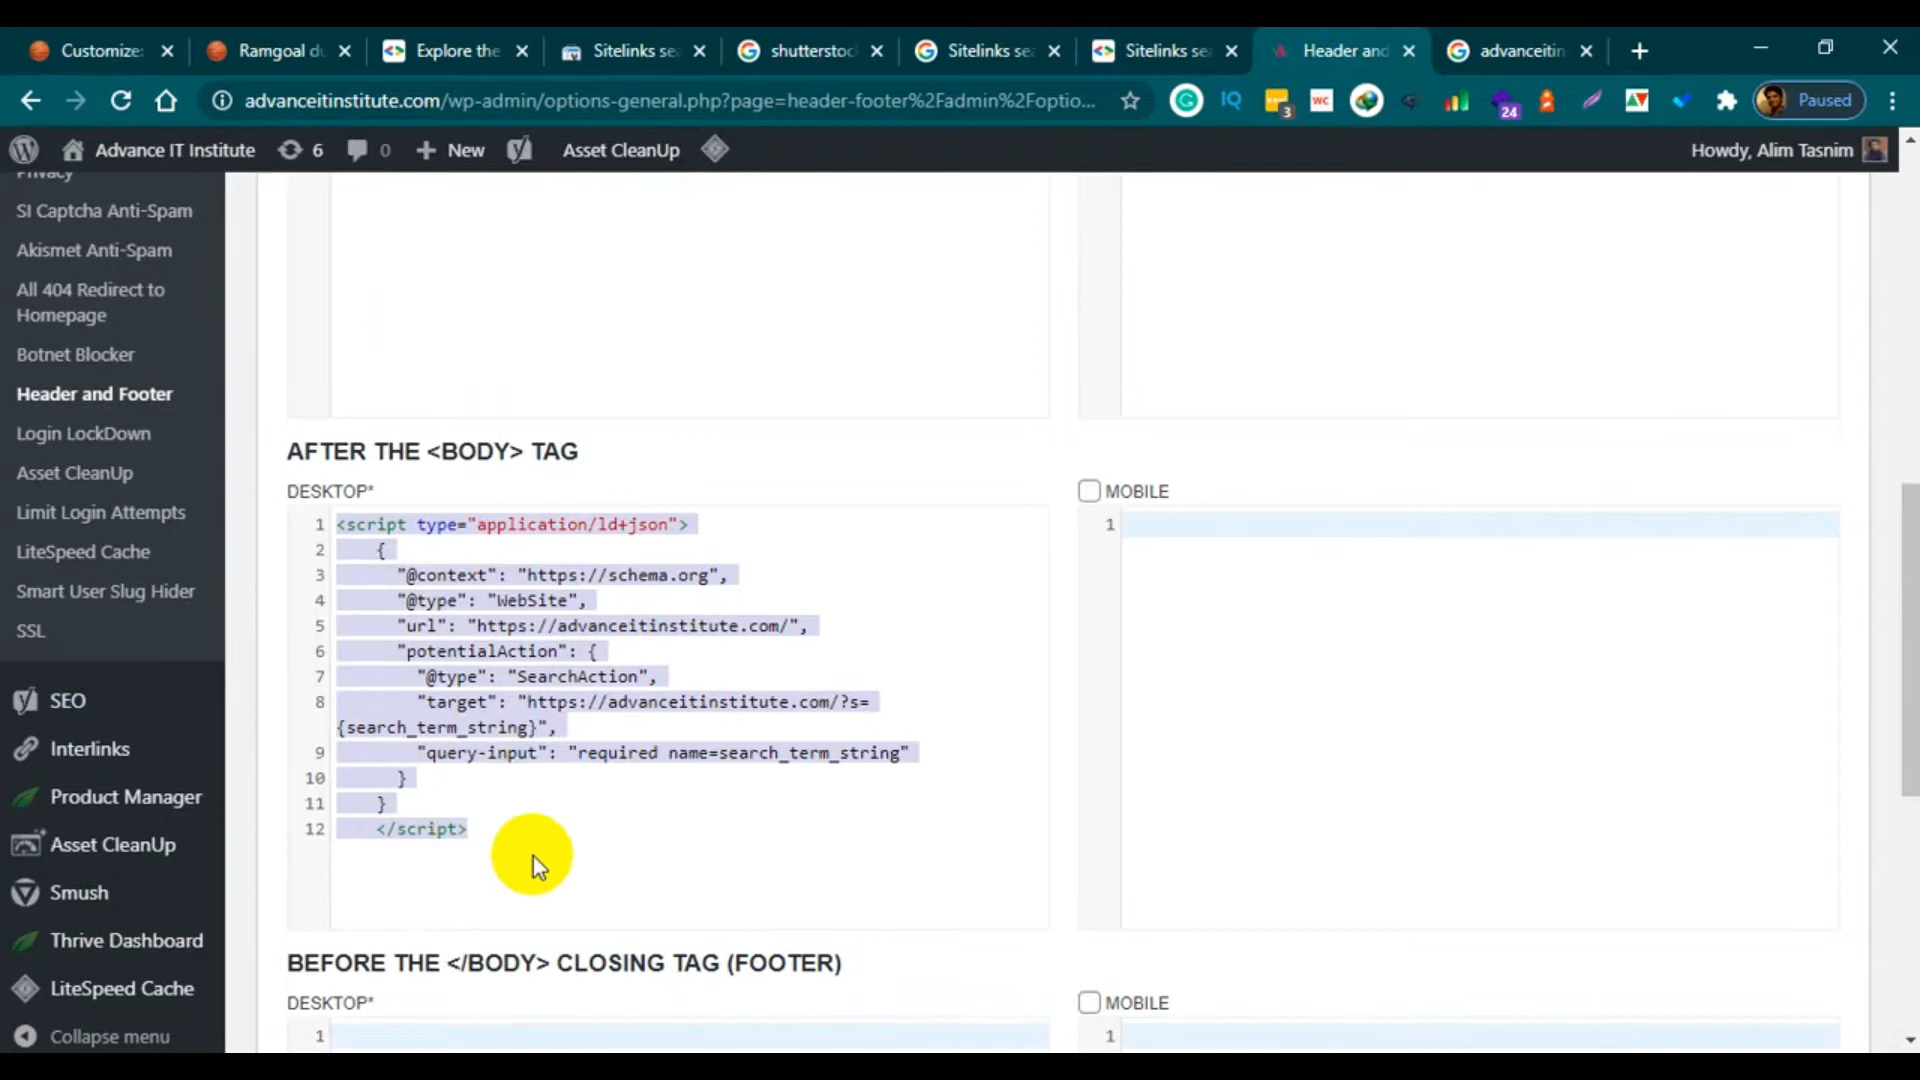 Customize:
Ramgoal du
Explore the
Sitelinks se
shutterstoc
Sitelinks se
Sitelinks se
Header and
advanceitin
advanceitinstitute.com/wp-admin/options-general.php?page=header-footer%2Fadmin%2Foptio...
IQ
3
WC
24
Paused
Advance IT Institute
6
0
New
Asset CleanUp
Howdy, Alim Tasnim
Privacy
SI Captcha Anti-Spam
Akismet Anti-Spam
All 404 Redirect to
Homepage
Botnet Blocker
Header and Footer
Login LockDown
Asset CleanUp
Limit Login Attempts
LiteSpeed Cache
Smart User Slug Hider
SSL
SEO
Interlinks
Product Manager
Asset CleanUp
Smush
Thrive Dashboard
LiteSpeed Cache
Collapse menu
AFTER THE <BODY> TAG
DESKTOP*
1 <script type="application/ld+json">
2 {
3 "@context": "https://schema.org",
4 "@type": "WebSite",
5 "url": "https://advanceitinstitute.com/",
6 "potentialAction": {
7 "@type": "SearchAction",
8 "target": "https://advanceitinstitute.com/?s=
{search_term_string}",
9 "query-input": "required name=search_term_string"
10 }
11 }
12 </script>
MOBILE
1
BEFORE THE </BODY> CLOSING TAG (FOOTER)
DESKTOP*
1
MOBILE
1